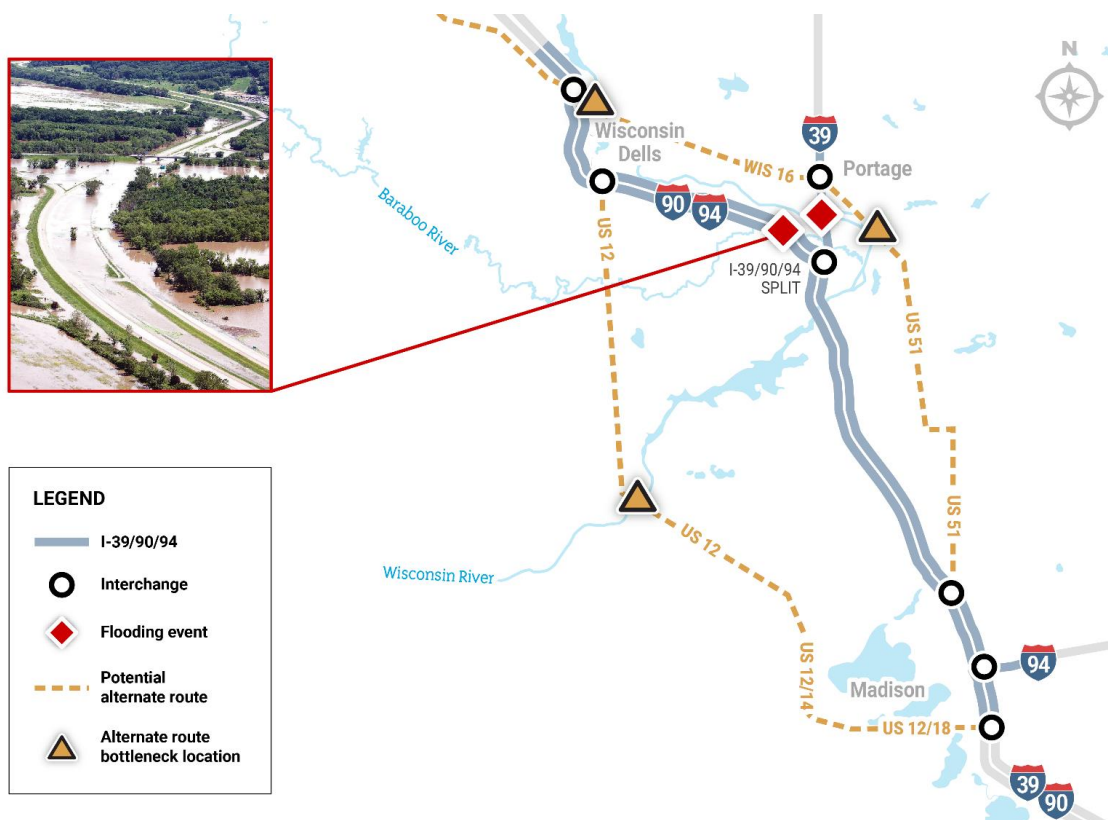 N
39
Wisconsin
Dells
Portage
WIS 16
90
94
Baraboo
River
US 12
I-39/90/94
SPLIT
US 51
LEGEND
I-39/90/94
Interchange
Flooding event
Potential
alternate route
Alternate route
bottleneck location
US 12
US 51
Wisconsin River
94
US 12/14
Madison
US 12/18
39
90